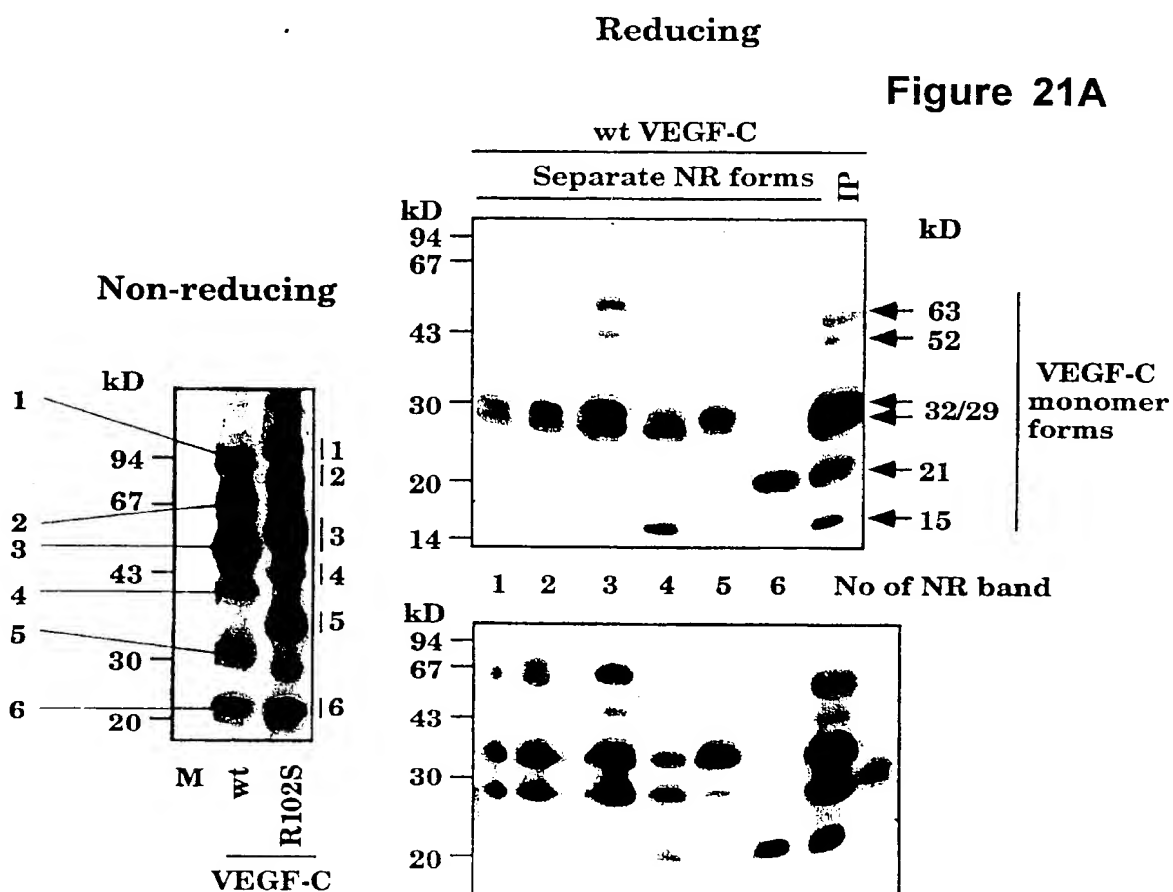 Reducing
Figure 21A
wt VEGF-C
Separate NR forms
IP
kD
94
67
43
30
20
14
kD
63
52
32/29
21
15
VEGF-C
monomer
forms
1 2 3 4 5 6 No of NR band
kD
94
67
43
30
20
Non-reducing
kD
94
67
43
30
20
1
2
3
4
5
6
1
2
3
4
5
6
M
wt
R102S
VEGF-C